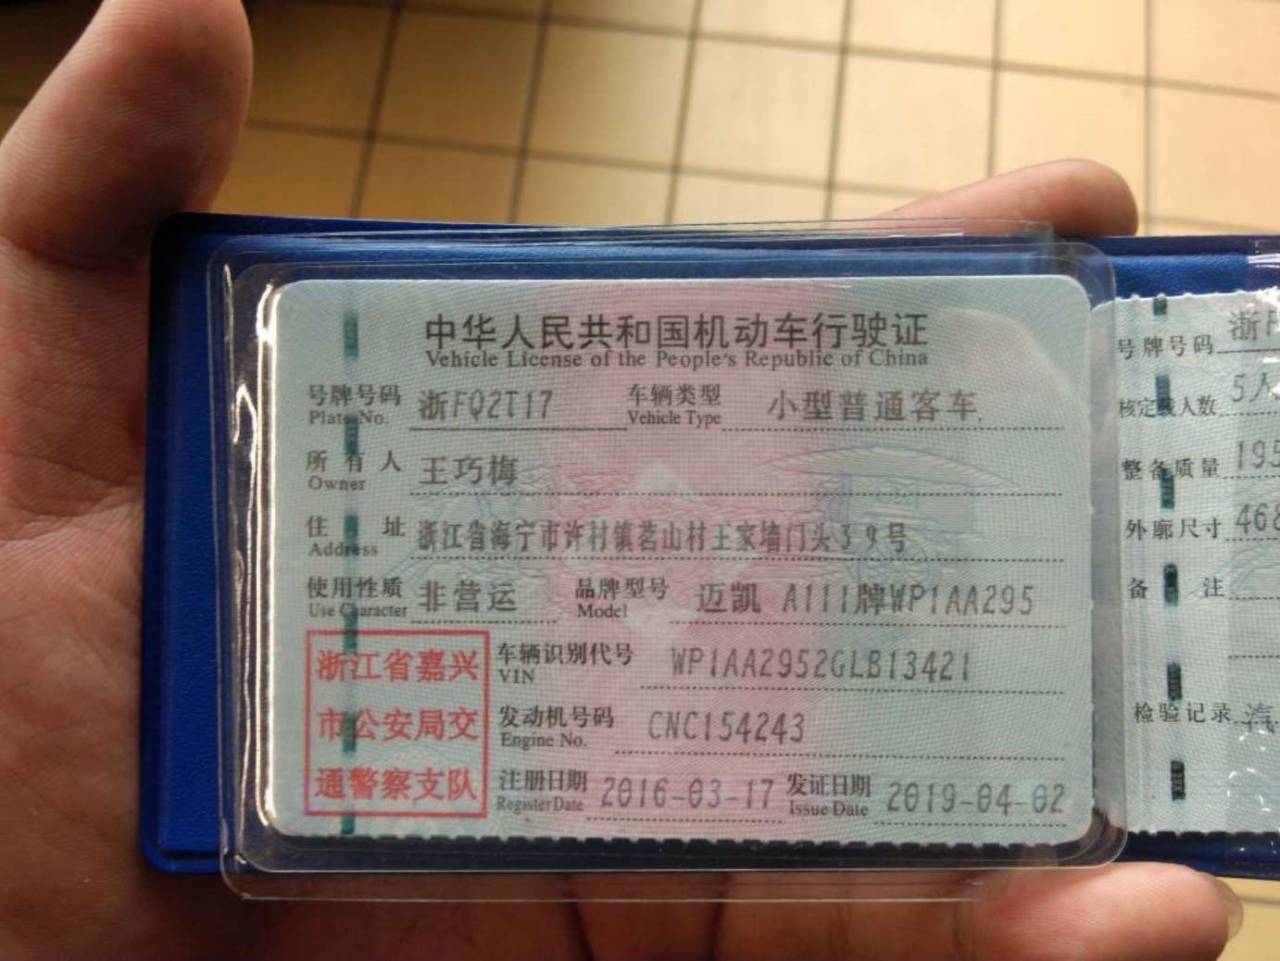 中华人民共和国机动车行驶证
Vehicle License of the People's Republic of China
号牌号码 浙FQ2T17 车辆类型 小型普通客车
Plate No. Vehicle Type
所有人 王巧梅
Owner
住址 浙江省海宁市许村镇茗山村王家墙门头39号
Address
使用性质 非营运 品牌型号 迈凯 A111牌WP1AA295
Use Character Model
浙江省嘉兴
市公安局交
通警察支队
车辆识别代号 WP1AA2952GLB13421
VIN
发动机号码 CNC154243
Engine No.
注册日期 2016-03-17 发证日期 2019-04-02
Register Date Issue Date
号牌号码 浙F
核定载人数 5人
整备质量 195
外廓尺寸 462
备注
检验记录 汽